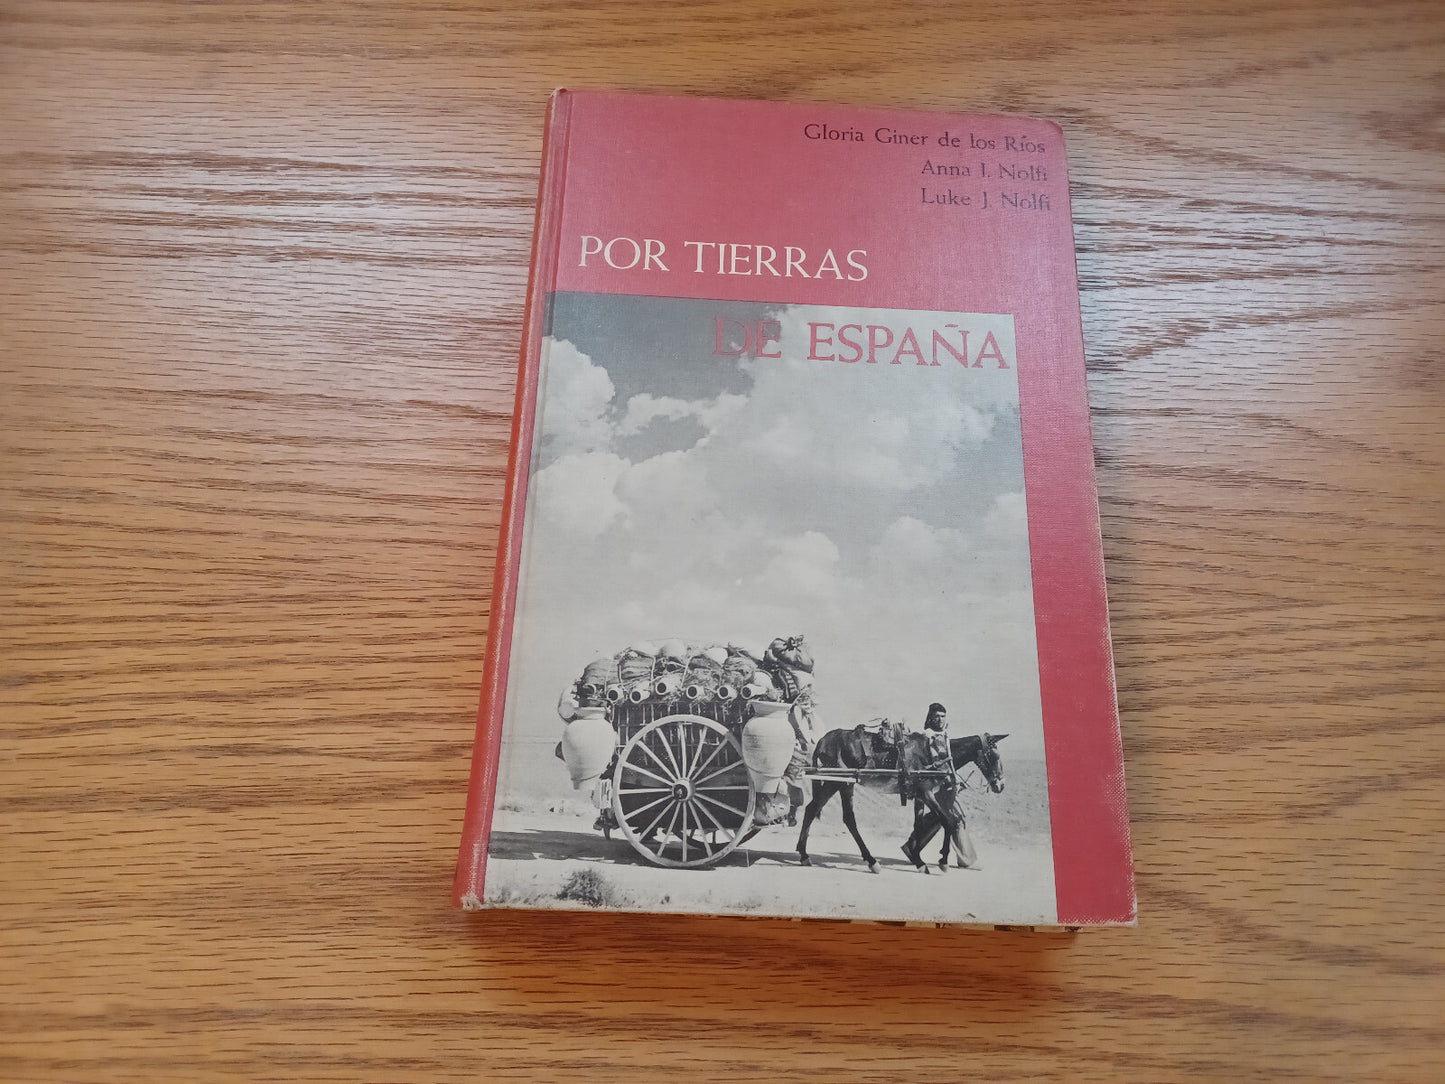 Gloria Giner de los Ríos
Anna I. Nolfi
Luke J. Nolfi
POR TIERRAS
DE ESPAÑA